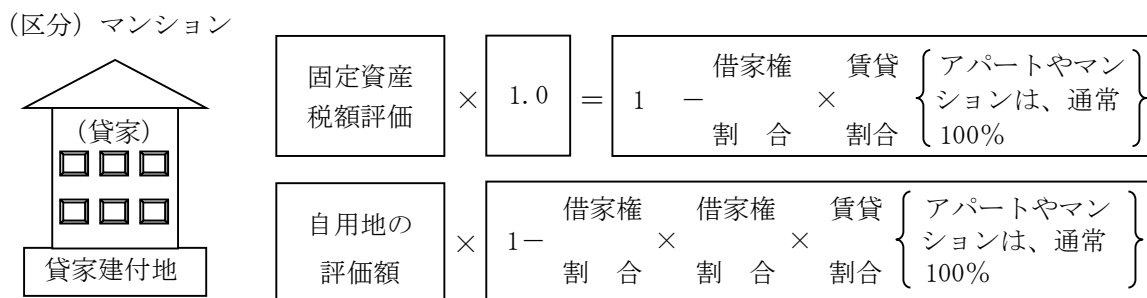 （区分）マンション
（貸家）
貸家建付地
固定資産
税額評価
×
1.0
=
1 － 借家権 × 賃貸 アパートやマン
ションは、通常
割　合 割合 100%
自用地の
評価額
×
1－ 借家権 × 借家権 × 賃貸 アパートやマン
ションは、通常
割　合 割　合 割合 100%